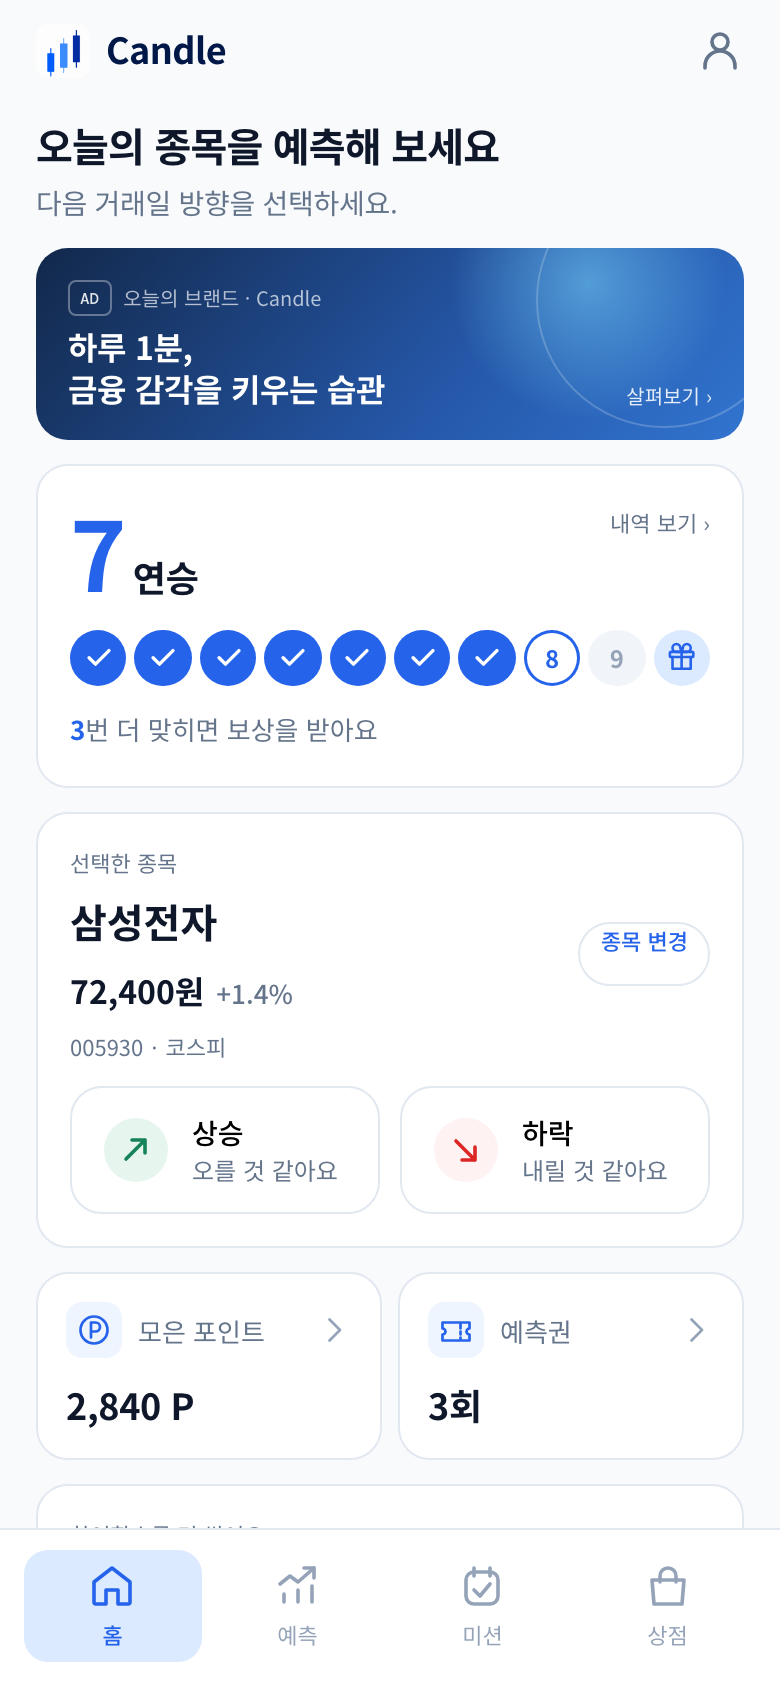 Candle
오늘의 종목을 예측해 보세요
다음 거래일 방향을 선택하세요.
AD 오늘의 브랜드 · Candle
하루 1분,
금융 감각을 키우는 습관
살펴보기 ›
7 연승
내역 보기 ›
8 9
3번 더 맞히면 보상을 받아요
선택한 종목
삼성전자
종목 변경
72,400원 +1.4%
005930 · 코스피
상승
오를 것 같아요
하락
내릴 것 같아요
모은 포인트
2,840 P
예측권
3회
홈
예측
미션
상점